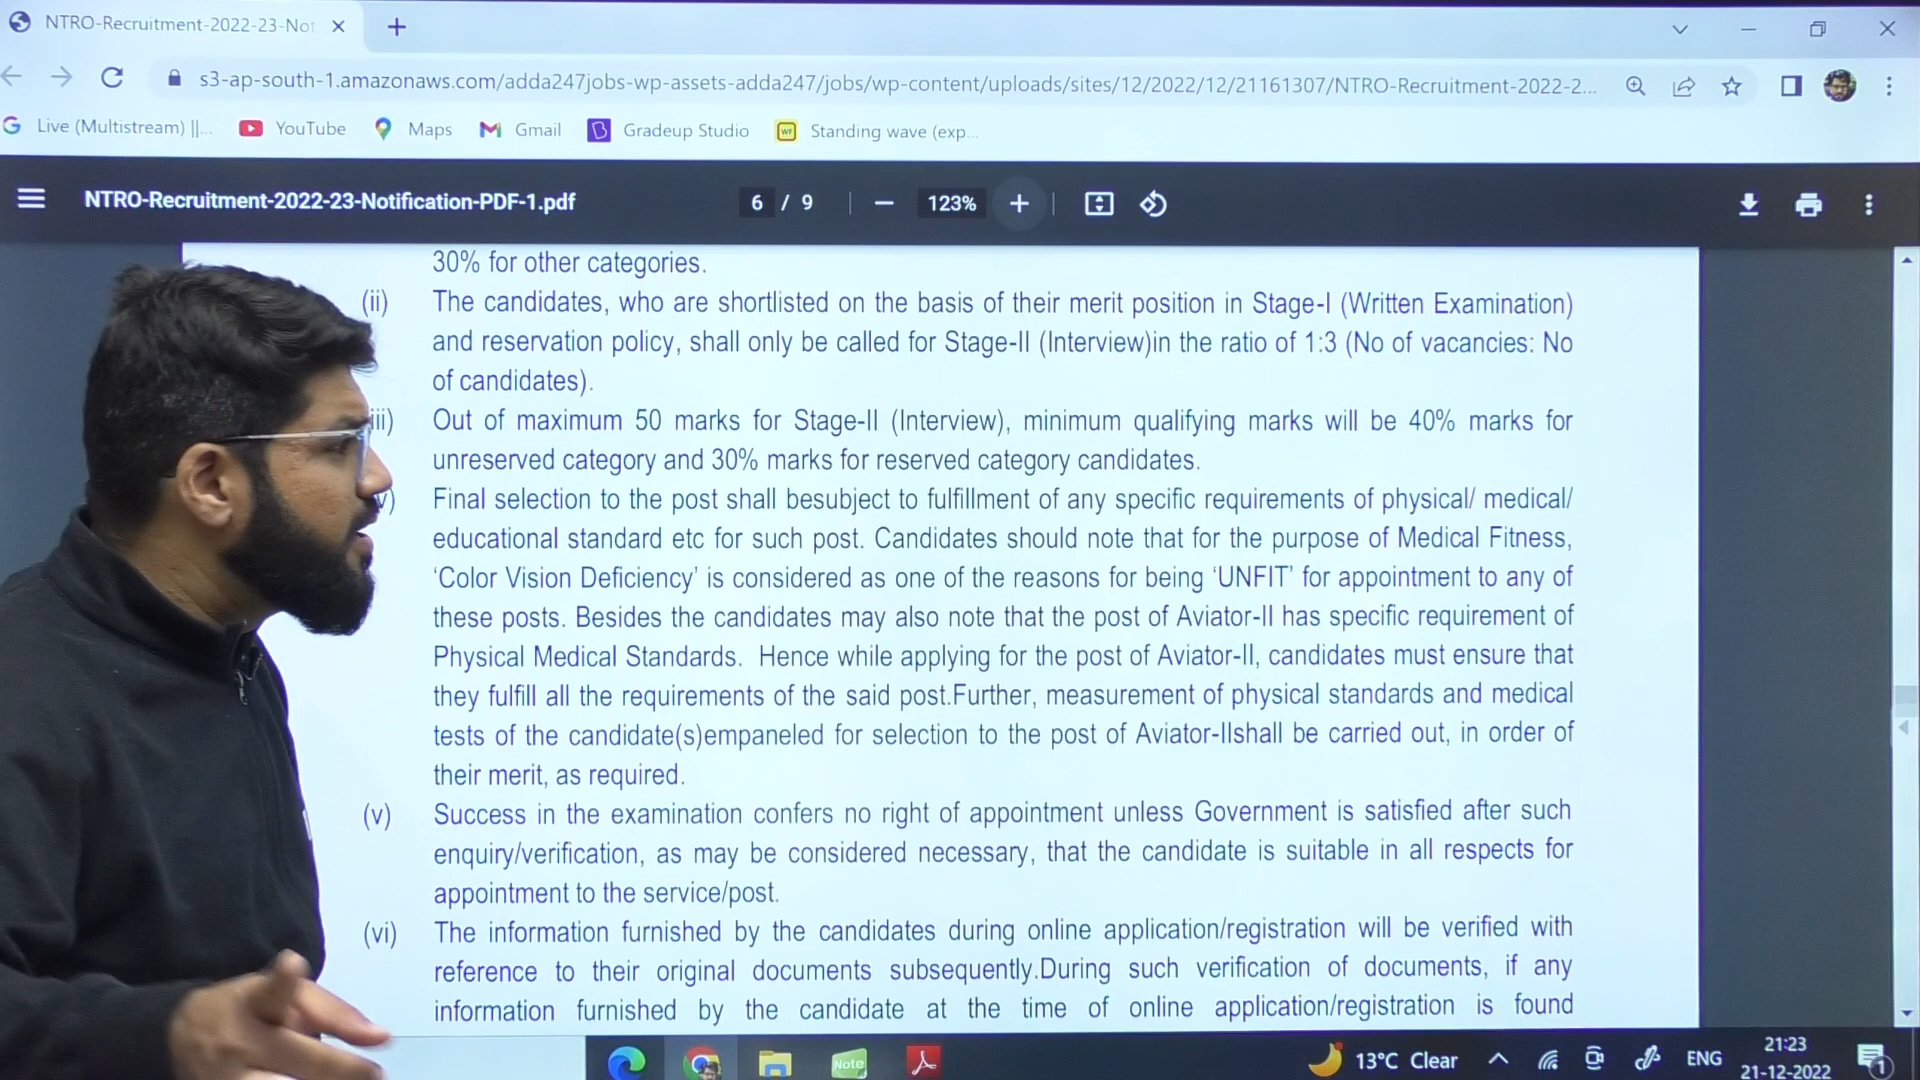 NTRO-Recruitment-2022-23-Not
s3-ap-south-1.amazonaws.com/adda247jobs-wp-assets-adda247/jobs/wp-content/uploads/sites/12/2022/12/21161307/NTRO-Recruitment-2022-2...
Live (Multistream) ||... YouTube Maps Gmail Gradeup Studio WF Standing wave (exp...
NTRO-Recruitment-2022-23-Notification-PDF-1.pdf 6 / 9 123%
30% for other categories.
(ii) The candidates, who are shortlisted on the basis of their merit position in Stage-I (Written Examination)
and reservation policy, shall only be called for Stage-II (Interview)in the ratio of 1:3 (No of vacancies: No
of candidates).
iii) Out of maximum 50 marks for Stage-II (Interview), minimum qualifying marks will be 40% marks for
unreserved category and 30% marks for reserved category candidates.
v) Final selection to the post shall besubject to fulfillment of any specific requirements of physical/ medical/
educational standard etc for such post. Candidates should note that for the purpose of Medical Fitness,
‘Color Vision Deficiency’ is considered as one of the reasons for being ‘UNFIT’ for appointment to any of
these posts. Besides the candidates may also note that the post of Aviator-II has specific requirement of
Physical Medical Standards. Hence while applying for the post of Aviator-II, candidates must ensure that
they fulfill all the requirements of the said post.Further, measurement of physical standards and medical
tests of the candidate(s)empaneled for selection to the post of Aviator-IIshall be carried out, in order of
their merit, as required.
(v) Success in the examination confers no right of appointment unless Government is satisfied after such
enquiry/verification, as may be considered necessary, that the candidate is suitable in all respects for
appointment to the service/post.
(vi) The information furnished by the candidates during online application/registration will be verified with
reference to their original documents subsequently.During such verification of documents, if any
information furnished by the candidate at the time of online application/registration is found
Note 13°C Clear ENG 21:23
21-12-2022 1